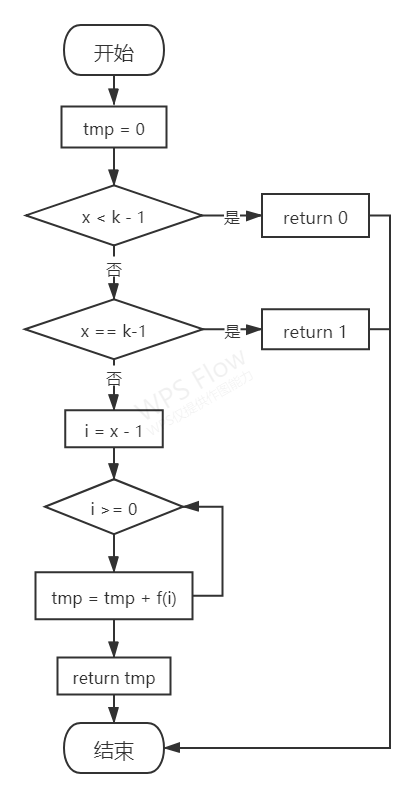 开始
tmp = 0
x < k - 1
是
return 0
否
x == k-1
是
return 1
否
WPS Flow
i = x - 1
i >= 0
tmp = tmp + f(i)
return tmp
结束